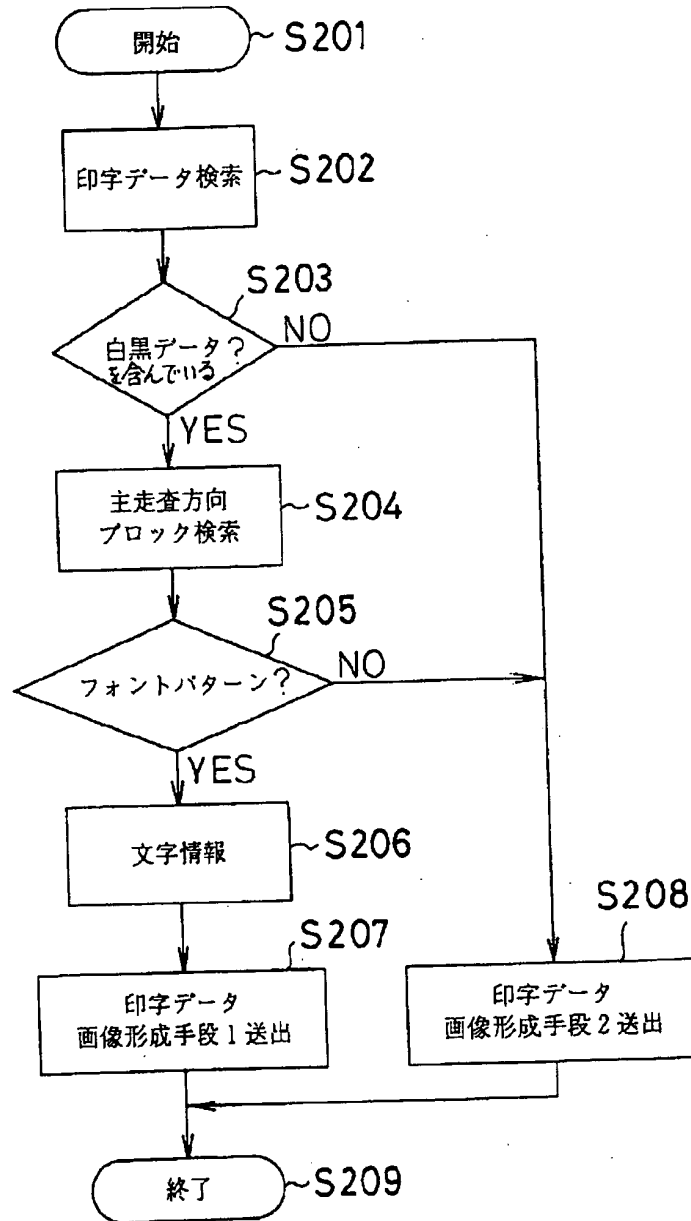 開始
S201
印字データ検索
S202
S203
白黒データ?
を含んでいる
NO
YES
主走査方向
ブロック検索
S204
S205
フォントパターン?
NO
YES
文字情報
S206
S207
印字データ
画像形成手段1送出
S208
印字データ
画像形成手段2送出
終了
S209